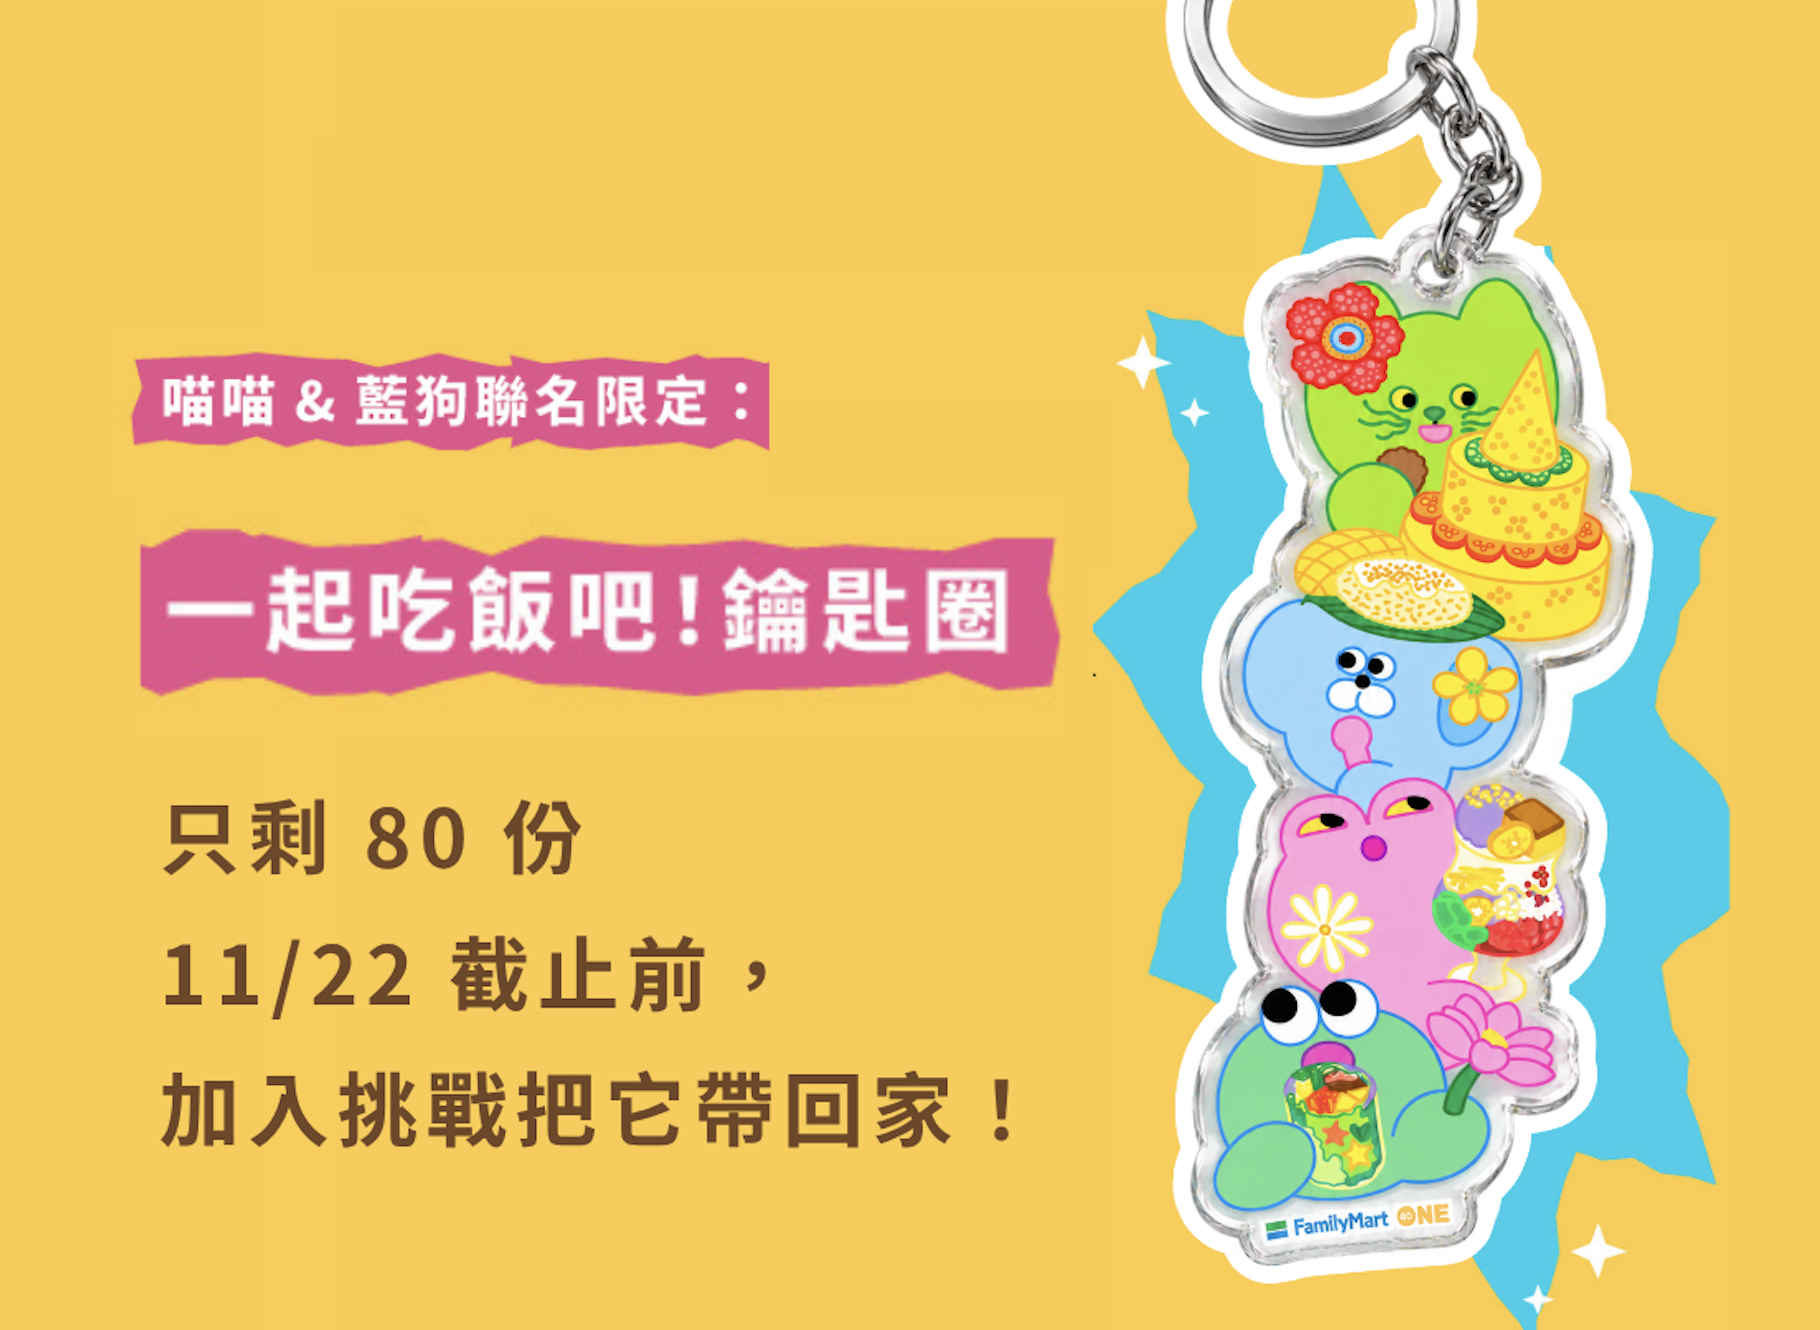 喵喵 & 藍狗聯名限定：
一起吃飯吧！鑰匙圈
只剩 80 份
11/22 截止前，
加入挑戰把它帶回家！
FamilyMart GO ONE